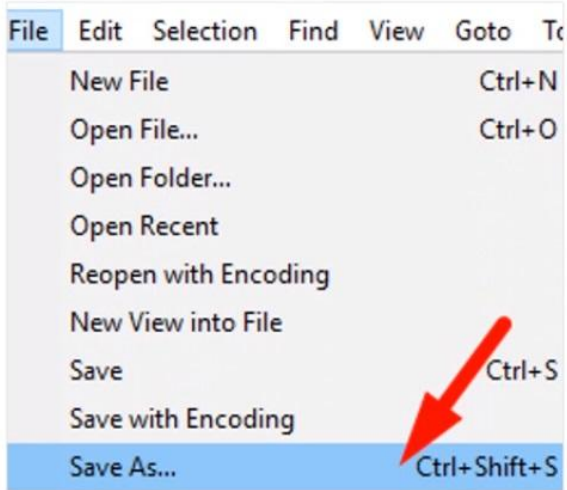 File Edit Selection Find View Goto
New File Ctrl+N
Open File... Ctrl+O
Open Folder...
Open Recent
Reopen with Encoding
New View into File
Save Ctrl+S
Save with Encoding
Save As... Ctrl+Shift+S